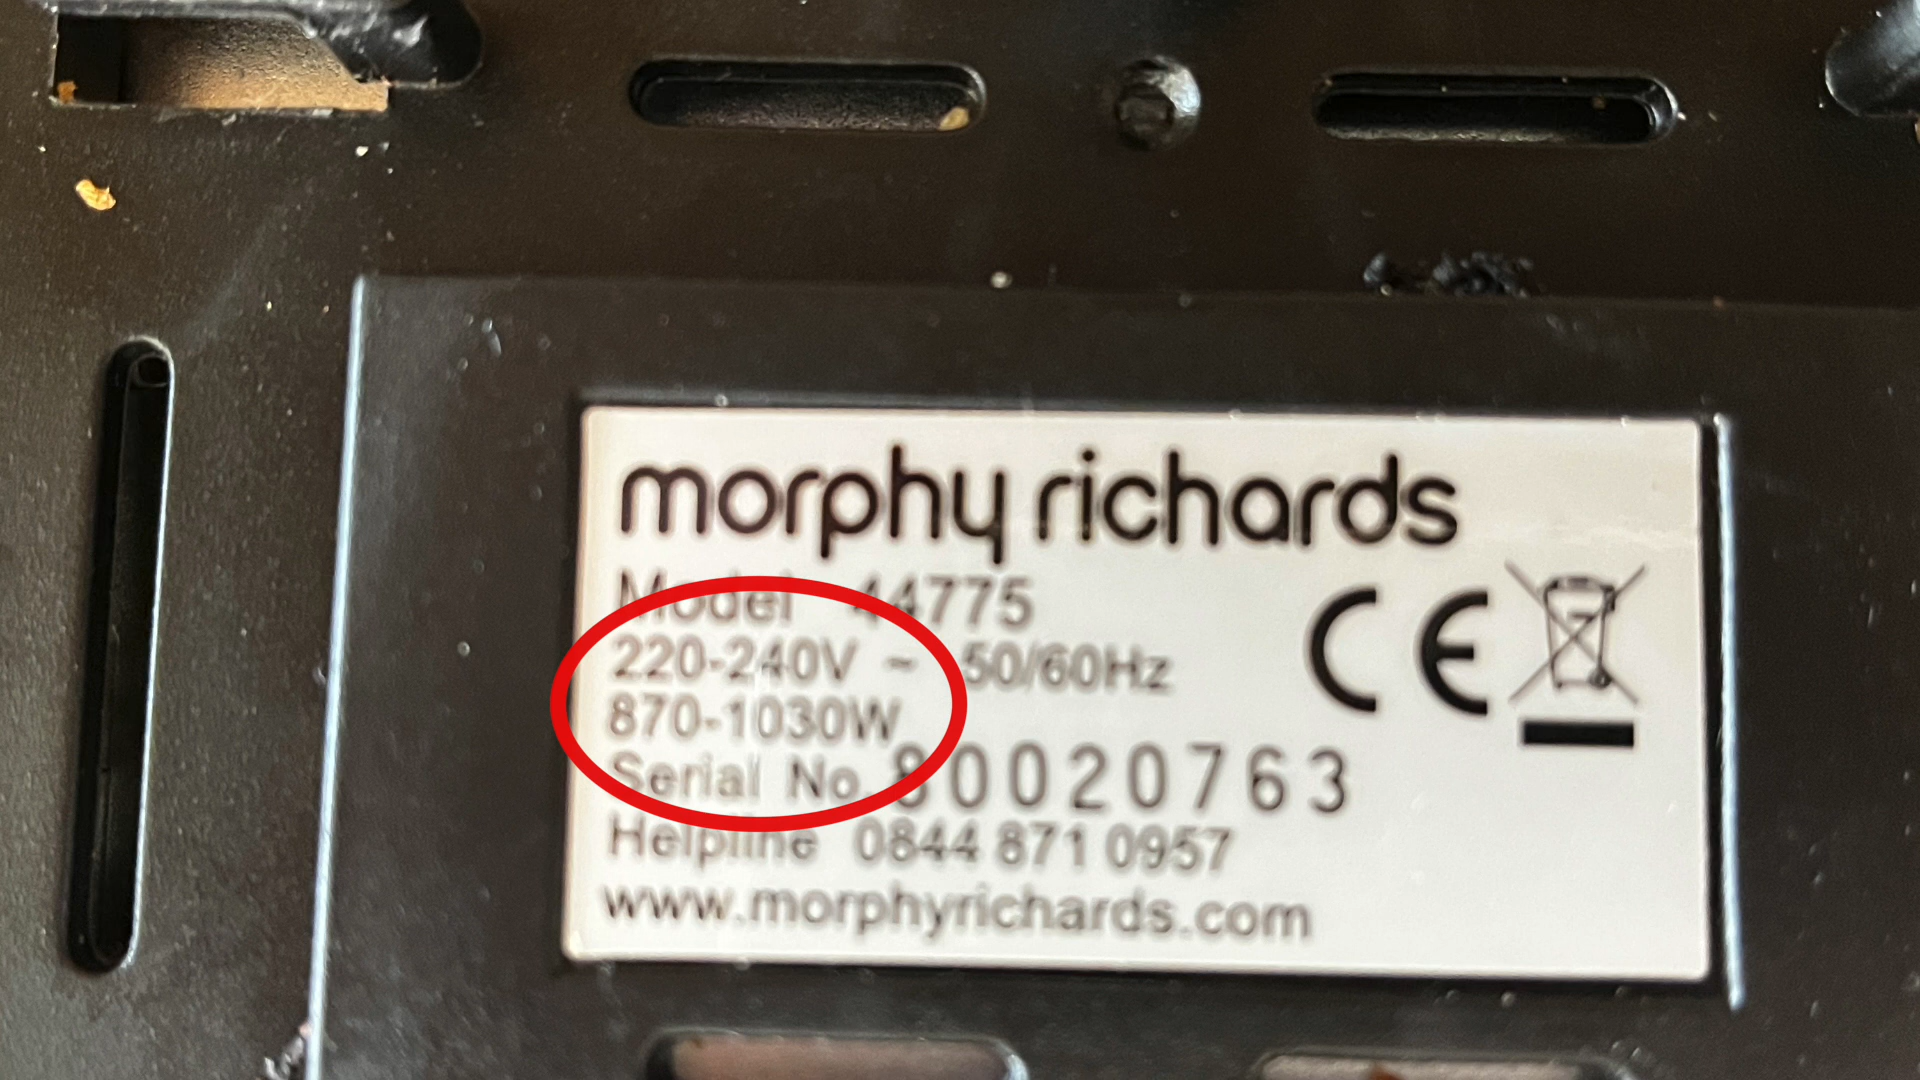 morphy richards
Model 44775
220-240V ~ 50/60Hz
870-1030W
Serial No. 80020763
Helpline 0844 871 0957
www.morphyrichards.com
CE